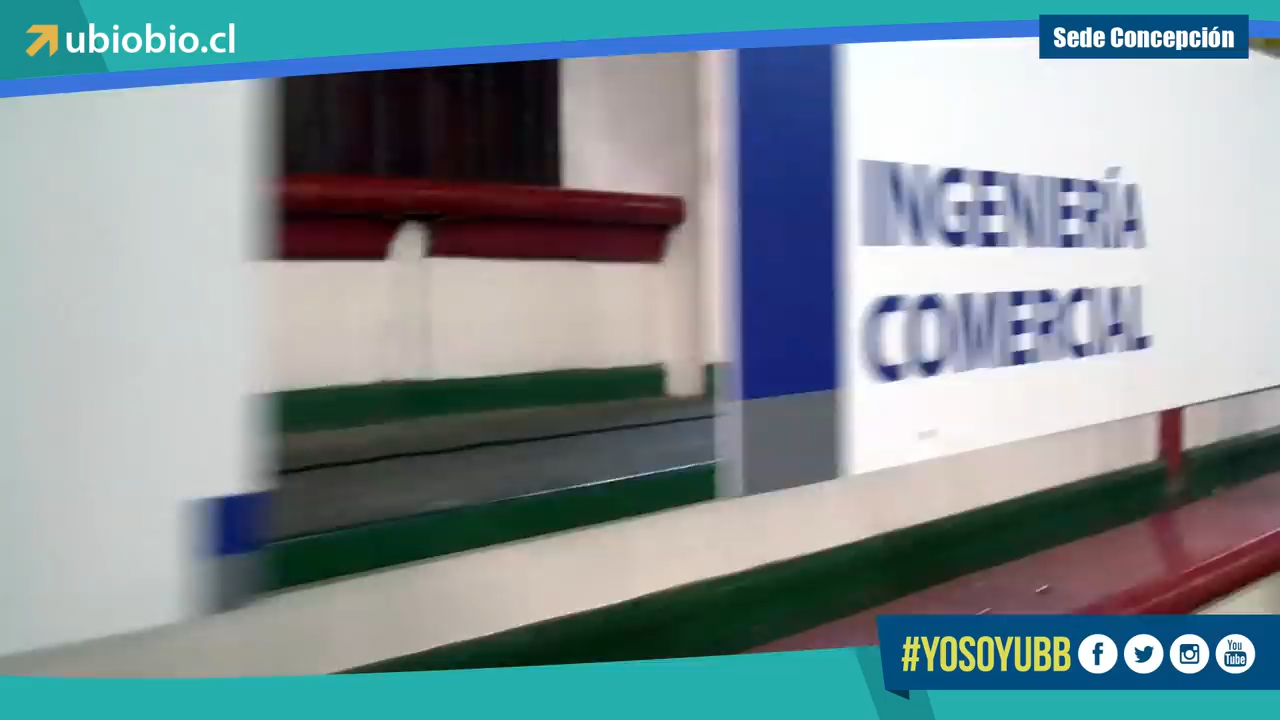 ubiobio.cl
Sede Concepción
INGENIERÍA
COMERCIAL
#YOSOYUBB
You
Tube